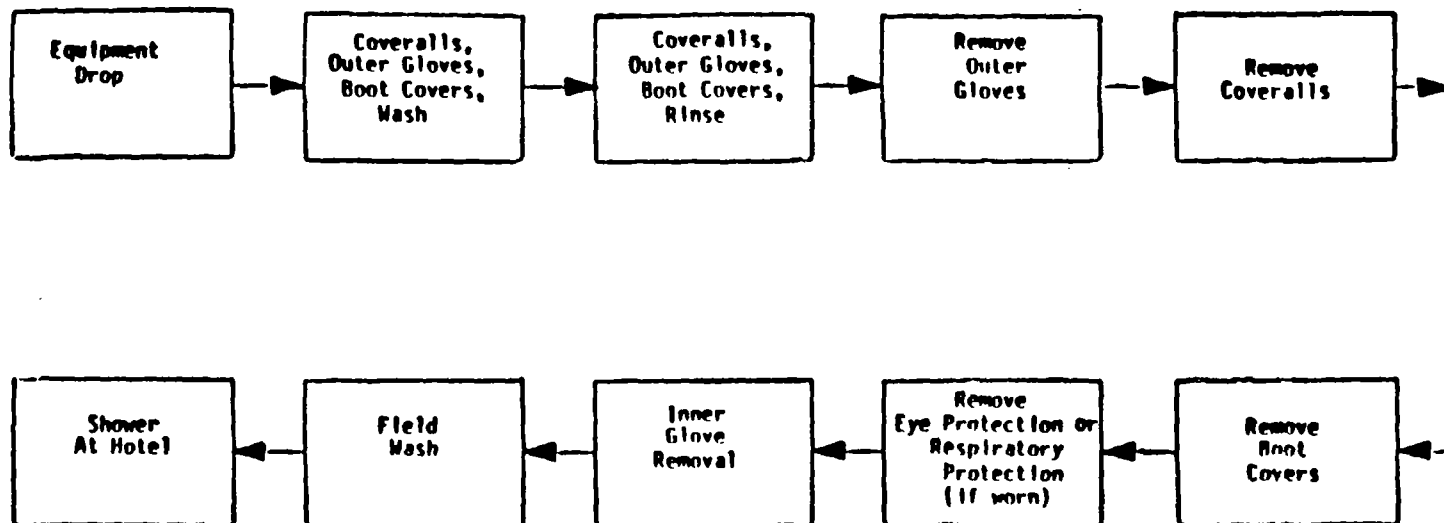 Equipment
Drop
Coveralls,
Outer Gloves,
Boot Covers,
Wash
Coveralls,
Outer Gloves,
Boot Covers,
Rinse
Remove
Outer
Gloves
Remove
Coveralls
Remove
Boot
Covers
Remove
Eye Protection or
Respiratory
Protection
(if worn)
Inner
Glove
Removal
Field
Wash
Shower
At Hotel